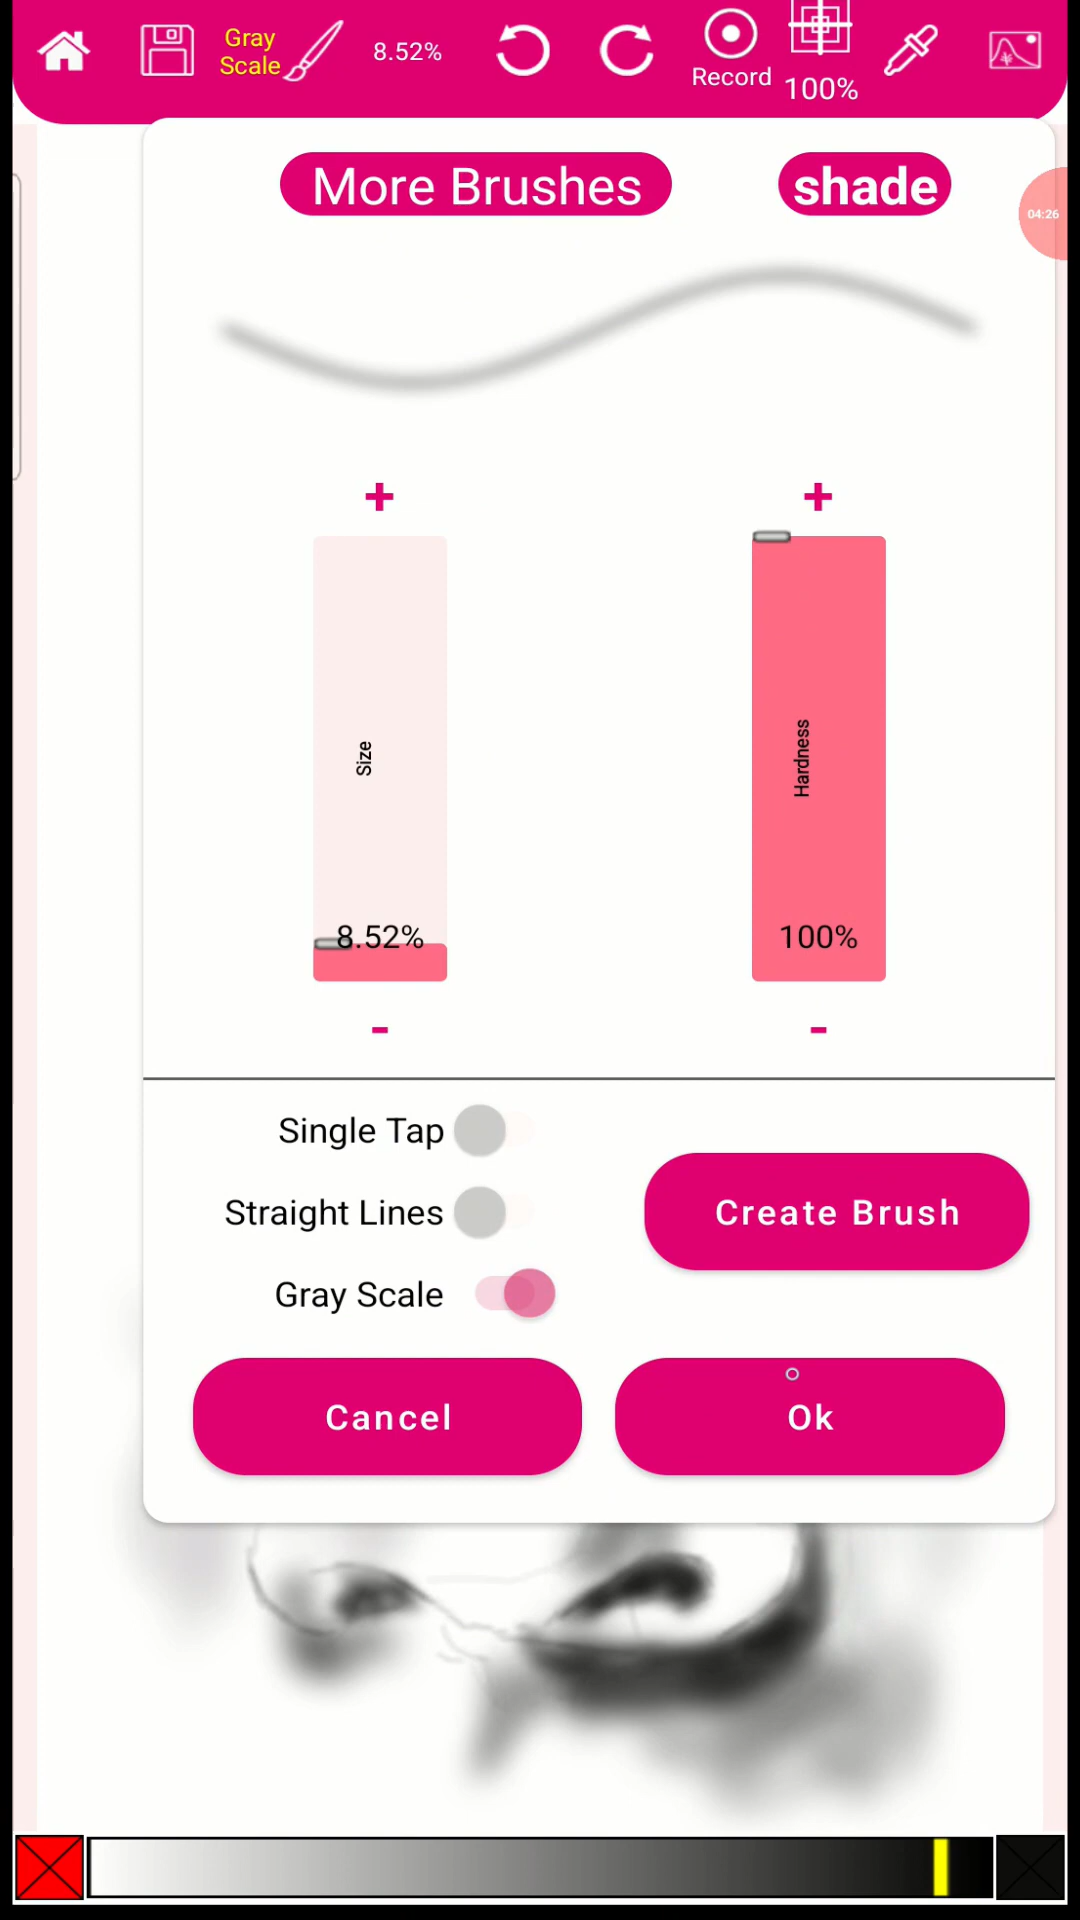 Gray
Scale
8.52%
Record
100%
More Brushes
shade
04:26
+
+
Size
Hardness
8.52%
100%
-
-
Single Tap
Straight Lines
Create Brush
Gray Scale
Cancel
Ok